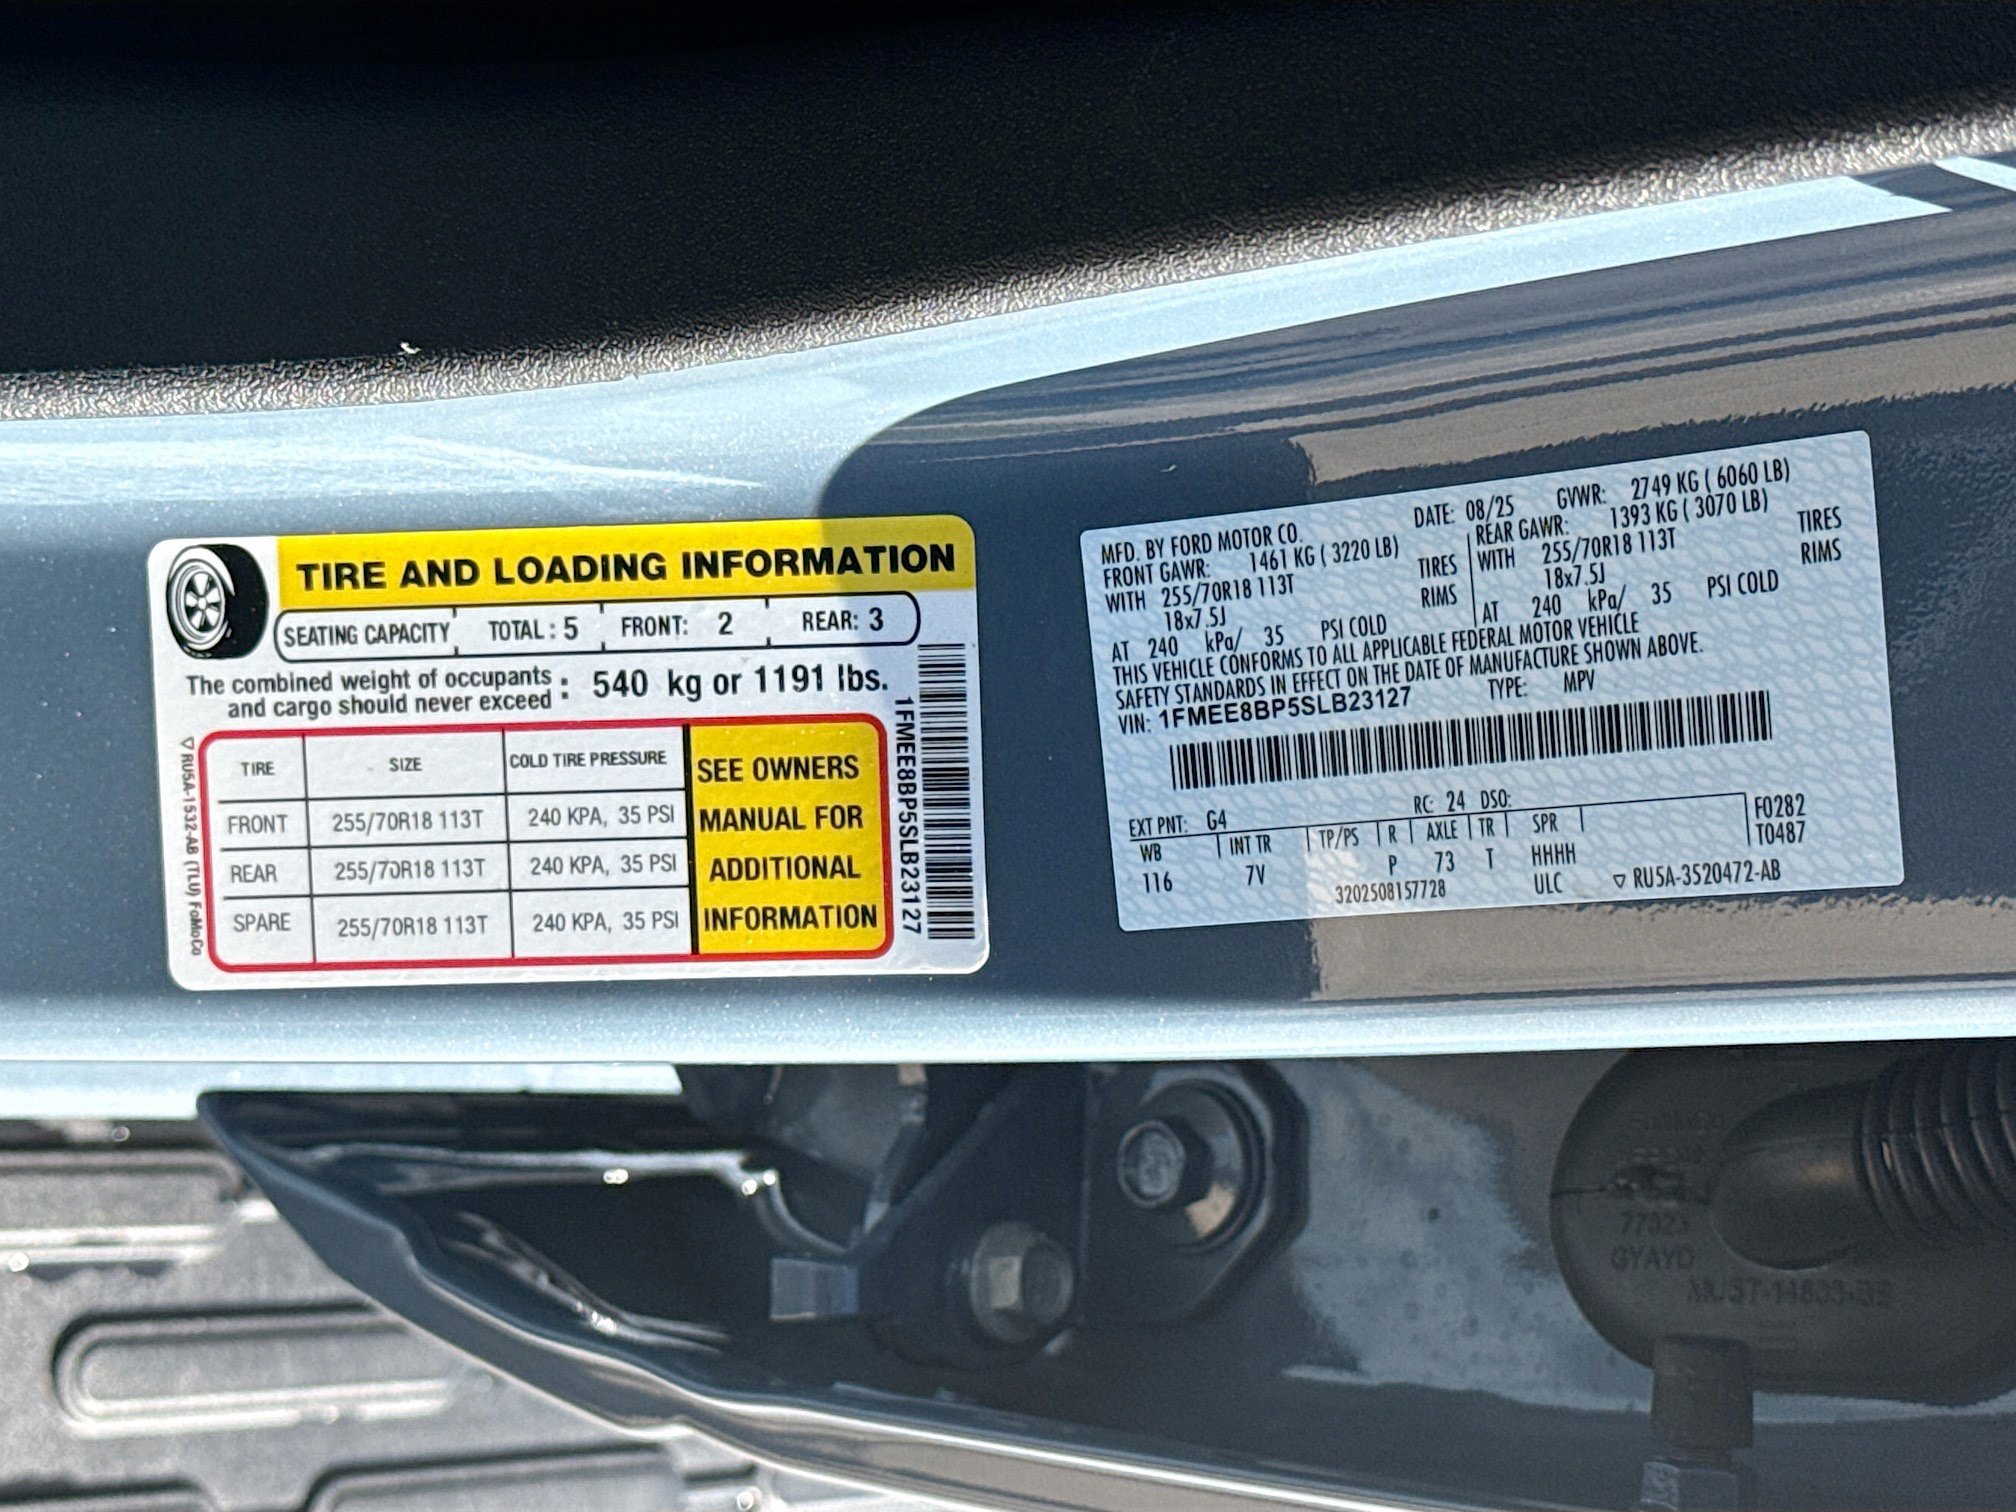 TIRE AND LOADING INFORMATION
SEATING CAPACITY TOTAL : 5 FRONT: 2 REAR: 3
The combined weight of occupants
and cargo should never exceed : 540 kg or 1191 lbs.
TIRE SIZE COLD TIRE PRESSURE
FRONT 255/70R18 113T 240 KPA, 35 PSI
REAR 255/70R18 113T 240 KPA, 35 PSI
SPARE 255/70R18 113T 240 KPA, 35 PSI
SEE OWNERS
MANUAL FOR
ADDITIONAL
INFORMATION
RU5A-1532-AB (TLU) FoMoCo
1FMEE8BP5SLB23127
MFD. BY FORD MOTOR CO. DATE: 08/25 GVWR: 2749 KG ( 6060 LB)
FRONT GAWR: 1461 KG ( 3220 LB) REAR GAWR: 1393 KG ( 3070 LB)
WITH 255/70R18 113T TIRES WITH 255/70R18 113T TIRES
18x7.5J RIMS 18x7.5J RIMS
AT 240 kPa/ 35 PSI COLD AT 240 kPa/ 35 PSI COLD
THIS VEHICLE CONFORMS TO ALL APPLICABLE FEDERAL MOTOR VEHICLE
SAFETY STANDARDS IN EFFECT ON THE DATE OF MANUFACTURE SHOWN ABOVE.
VIN: 1FMEE8BP5SLB23127 TYPE: MPV
EXT PNT: G4 RC: 24 DSO: F0282
WB INT TR TP/PS R AXLE TR SPR T0487
116 7V P 73 T HHHH
3202508157728 ULC RU5A-3520472-AB
GYAYD